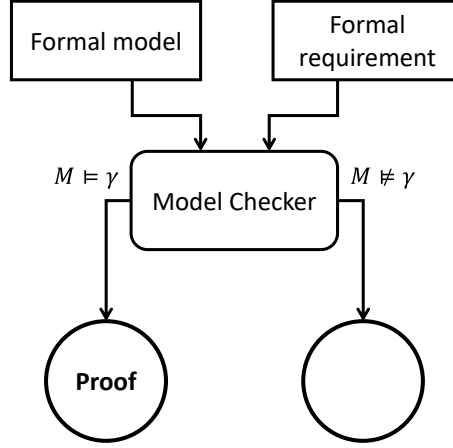 Formal model
Formal
requirement
M ⊨ γ
M ⊭ γ
Model Checker
Proof